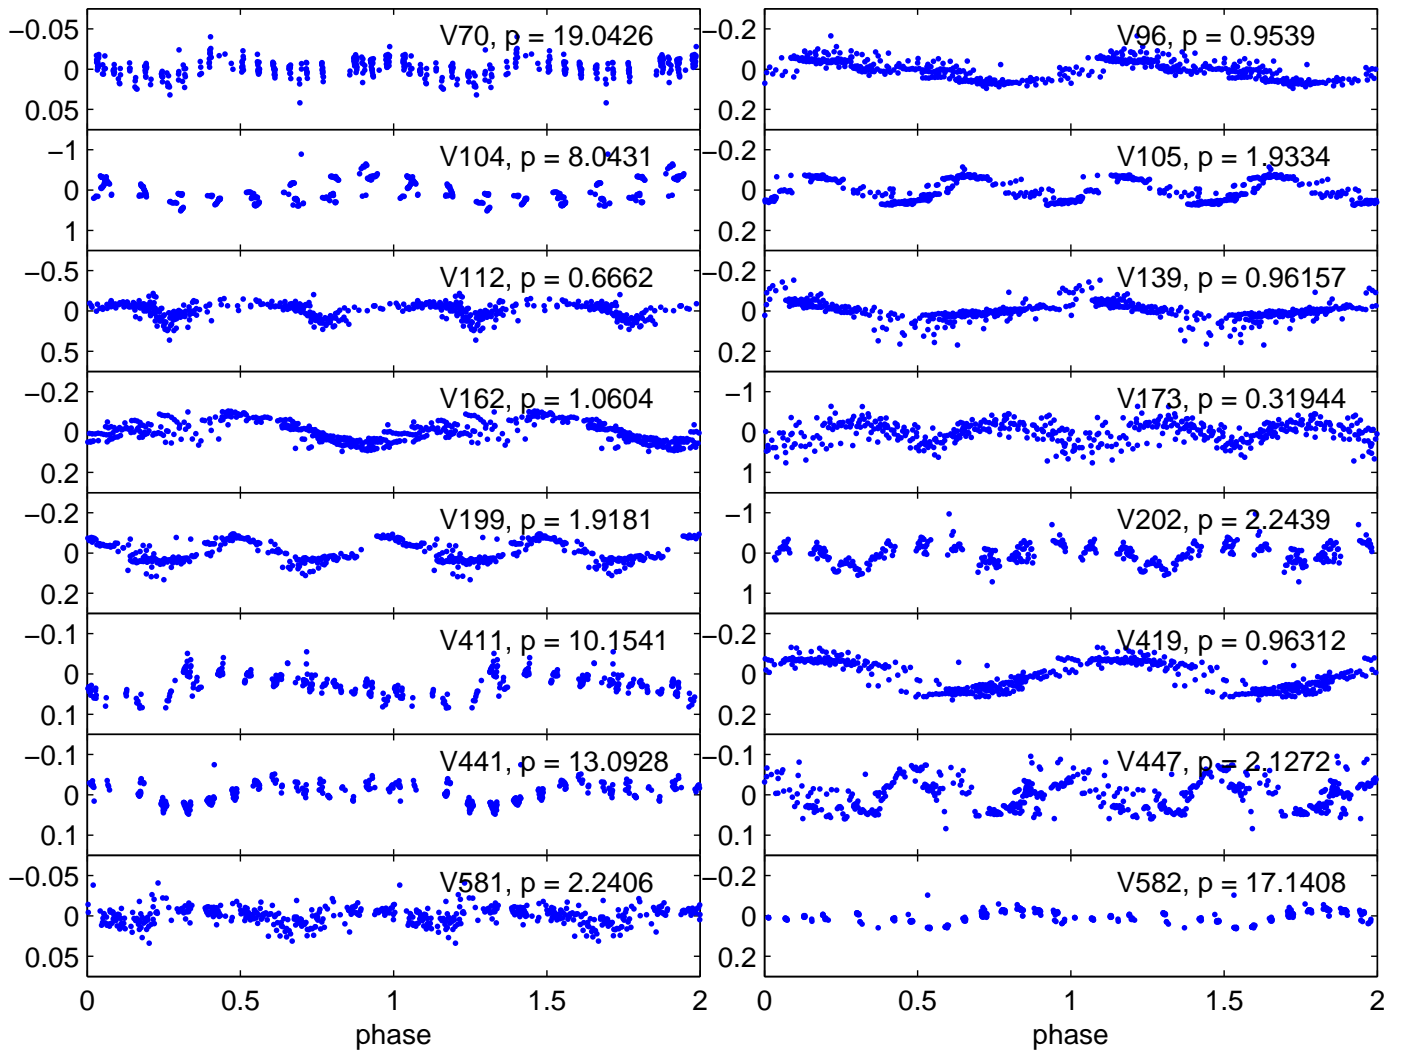 −0.05
0
0.05
V70, p = 19.0426
−0.2
0
0.2
V96, p = 0.9539
−1
0
1
V104, p = 8.0431
−0.2
0
0.2
V105, p = 1.9334
−0.5
0
0.5
V112, p = 0.6662
−0.2
0
0.2
V139, p = 0.96157
−0.2
0
0.2
V162, p = 1.0604
−1
0
1
V173, p = 0.31944
−0.2
0
0.2
V199, p = 1.9181
−1
0
1
V202, p = 2.2439
−0.1
0
0.1
V411, p = 10.1541
−0.2
0
0.2
V419, p = 0.96312
−0.1
0
0.1
V441, p = 13.0928
−0.1
0
0.1
V447, p = 2.1272
−0.05
0
0.05
V581, p = 2.2406
−0.2
0
0.2
V582, p = 17.1408
0 0.5 1 1.5 2
phase
0 0.5 1 1.5 2
phase